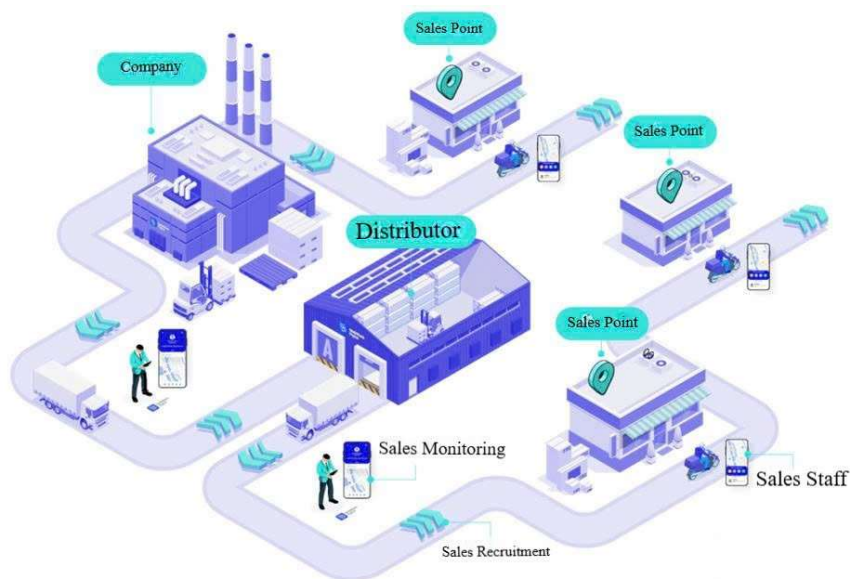 Sales Point
Company
Sales Point
Distributor
Sales Point
A
Sales Monitoring
Sales Staff
Sales Recruitment